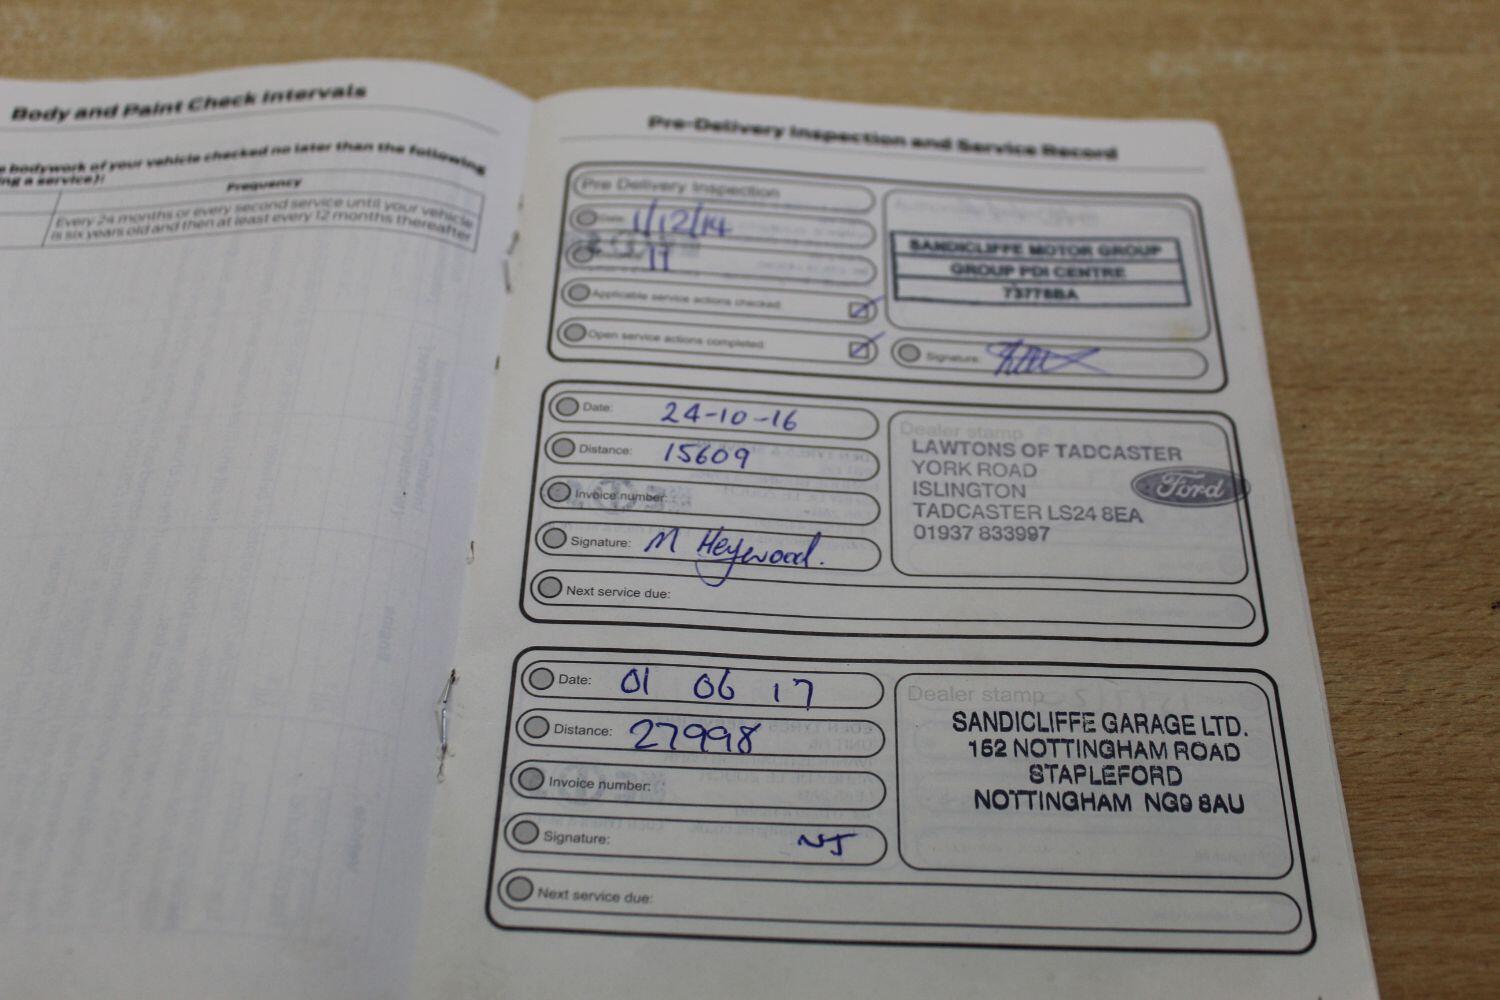 Body and Paint Check Intervals
e bodywork of your vehicle checked no later than the following
ing a service):
Frequency
Every 24 months or every second service until your vehicle
is six years old and then at least every 12 months thereafter
Pre-Delivery Inspection and Service Record
Pre Delivery Inspection
Date: 1/12/14
11
Applicable service actions checked:
Open service actions completed:
SANDICLIFFE MOTOR GROUP
GROUP PDI CENTRE
73778BA
Signature:
Date: 24-10-16
Distance: 15609
Invoice number:
Signature: M Heywood.
Next service due:
Dealer stamp
LAWTONS OF TADCASTER
YORK ROAD
ISLINGTON
TADCASTER LS24 8EA
01937 833997
Ford
Date: 01 06 17
Distance: 27998
Invoice number:
Signature: NJ
Next service due:
Dealer stamp
SANDICLIFFE GARAGE LTD.
152 NOTTINGHAM ROAD
STAPLEFORD
NOTTINGHAM NG9 8AU